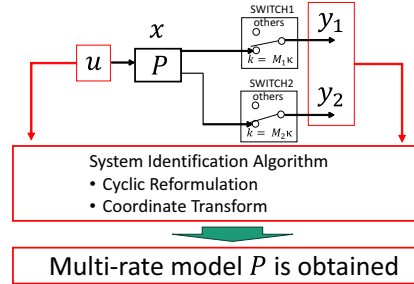 SWITCH1
others
x
y₁
u
P
k = M₁κ
SWITCH2
others
y₂
k = M₂κ
System Identification Algorithm
• Cyclic Reformulation
• Coordinate Transform
Multi-rate model P is obtained